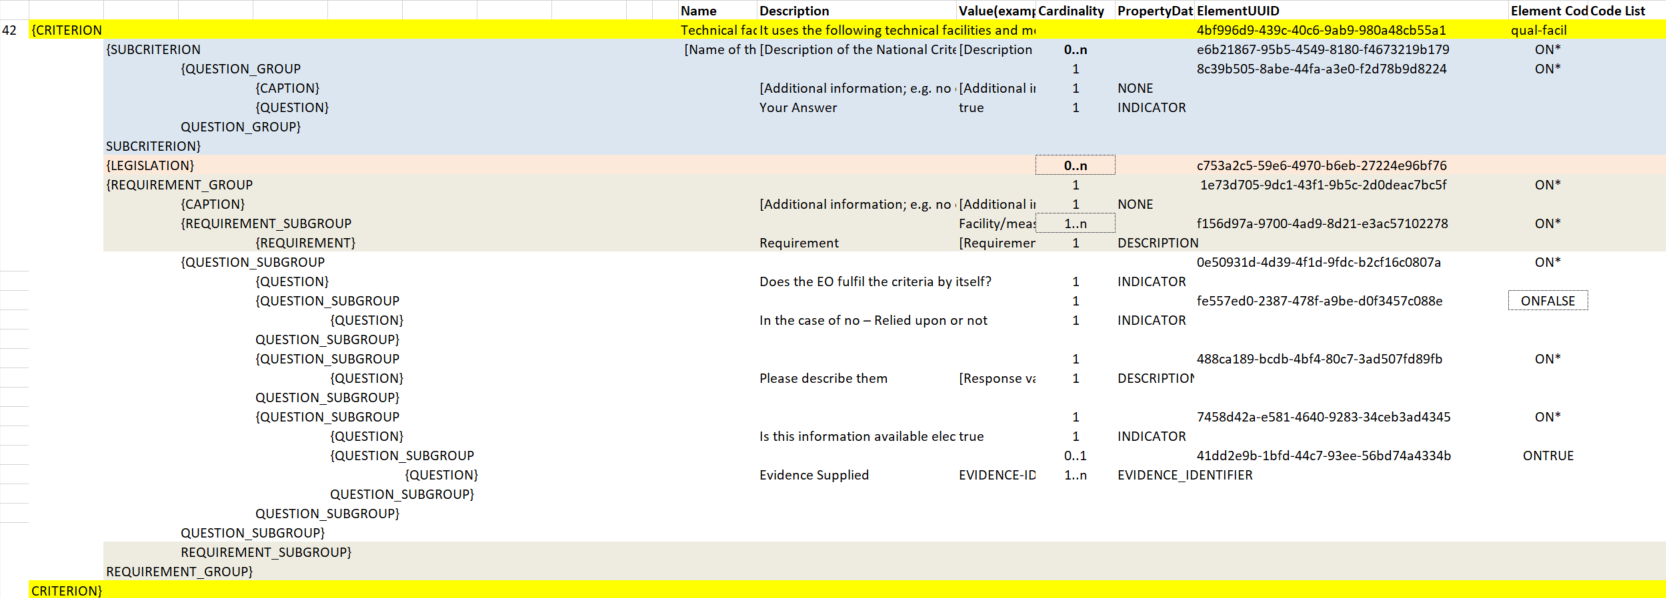 Name Description Value(examp Cardinality PropertyDat ElementUUID Element Cod Code List
42 {CRITERION Technical fac It uses the following technical facilities and me 4bf996d9-439c-40c6-9ab9-980a48cb55a1 qual-facil
{SUBCRITERION [Name of th [Description of the National Crite [Description 0..n e6b21867-95b5-4549-8180-f4673219b179 ON*
{QUESTION_GROUP 1 8c39b505-8abe-44fa-a3e0-f2d78b9d8224 ON*
{CAPTION} [Additional information; e.g. no [Additional in 1 NONE
{QUESTION} Your Answer true 1 INDICATOR
QUESTION_GROUP}
SUBCRITERION}
{LEGISLATION} 0..n c753a2c5-59e6-4970-b6eb-27224e96bf76
{REQUIREMENT_GROUP 1 1e73d705-9dc1-43f1-9b5c-2d0deac7bc5f ON*
{CAPTION} [Additional information; e.g. no [Additional in 1 NONE
{REQUIREMENT_SUBGROUP Facility/meas 1..n f156d97a-9700-4ad9-8d21-e3ac57102278 ON*
{REQUIREMENT} Requirement [Requiremen 1 DESCRIPTION
{QUESTION_SUBGROUP 0e50931d-4d39-4f1d-9fdc-b2cf16c0807a ON*
{QUESTION} Does the EO fulfil the criteria by itself? 1 INDICATOR
{QUESTION_SUBGROUP 1 fe557ed0-2387-478f-a9be-d0f3457c088e ONFALSE
{QUESTION} In the case of no – Relied upon or not 1 INDICATOR
QUESTION_SUBGROUP}
{QUESTION_SUBGROUP 1 488ca189-bcdb-4bf4-80c7-3ad507fd89fb ON*
{QUESTION} Please describe them [Response va 1 DESCRIPTION
QUESTION_SUBGROUP}
{QUESTION_SUBGROUP 1 7458d42a-e581-4640-9283-34ceb3ad4345 ON*
{QUESTION} Is this information available elec true 1 INDICATOR
{QUESTION_SUBGROUP 0..1 41dd2e9b-1bfd-44c7-93ee-56bd74a4334b ONTRUE
{QUESTION} Evidence Supplied EVIDENCE-ID 1..n EVIDENCE_IDENTIFIER
QUESTION_SUBGROUP}
QUESTION_SUBGROUP}
QUESTION_SUBGROUP}
REQUIREMENT_SUBGROUP}
REQUIREMENT_GROUP}
CRITERION}